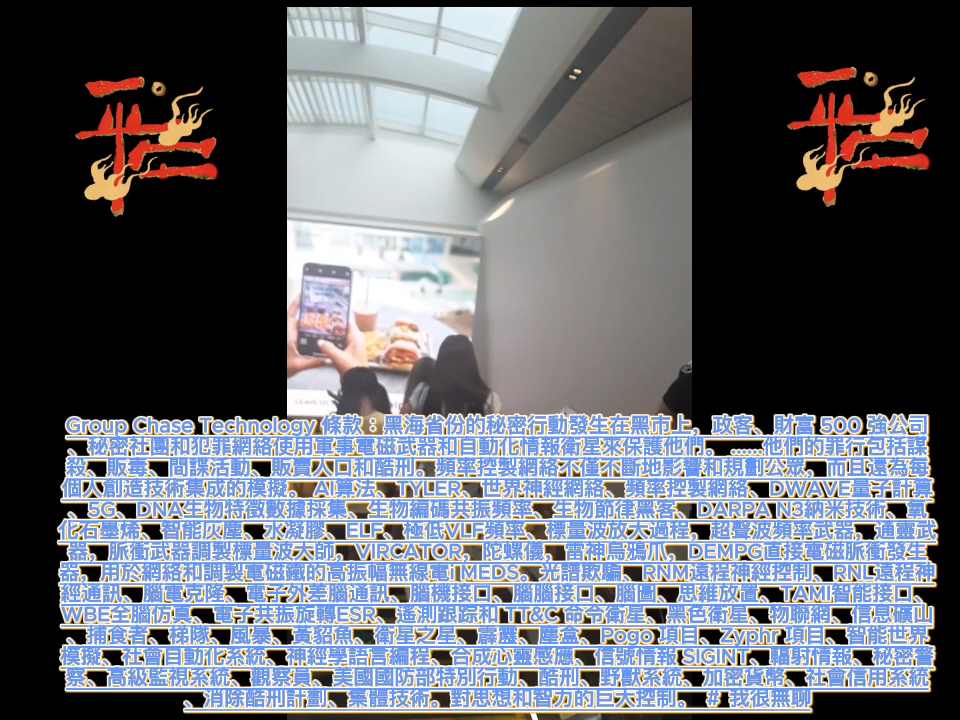 Group Chase Technology 條款：黑海省份的秘密行動發生在黑市上，政客、財富 500 強公司
、秘密社團和犯罪網絡使用軍事電磁武器和自動化情報衛星來保護他們。......他們的罪行包括謀
殺、販毒、間諜活動、販賣人口和酷刑。頻率控製網絡不僅不斷地影響和規劃公眾，而且還為每
個人創造技術集成的模擬。 AI算法、TYLER、世界神經網絡、頻率控製網絡、DWAVE量子計算
、5G、DNA生物特徵數據採集、生物編碼共振頻率、生物節律黑客、DARPA N3納米技術、氧
化石墨烯、智能灰塵、水凝膠、ELF、極低VLF頻率、標量波放大過程、超聲波頻率武器、通靈武
器、脈衝武器調製標量波大師、VIRCATOR、陀螺儀、雷神烏鴉爪、DEMPG直接電磁脈衝發生
器、用於網絡和調製電磁鐵的高振幅無線電i MEDS。光譜欺騙、RNM遠程神經控制、RNL遠程神
經通訊、腦電克隆、電子外差腦通訊、腦機接口、腦腦接口、腦圖、思維放置、TAMI智能接口、
WBE全腦仿真、電子共振旋轉ESR、遙測跟踪和 TT&C 命令衛星、黑色衛星、物聯網、信息礦山
、捕食者、梯隊、風暴、黃貂魚、衛星之星、霹靂、塵盒、Pogo 項目、Zyphr 項目、智能世界
模擬、社會自動化系統、神經學語言編程、合成心靈感應、信號情報 SIGINT、輻射情報、秘密警
察、高級監視系統、觀察員、美國國防部特別行動、酷刑、野獸系統、加密貨幣、社會信用系統
、消除酷刑計劃、集體技術。對思想和智力的巨大控制。 # 我很無聊